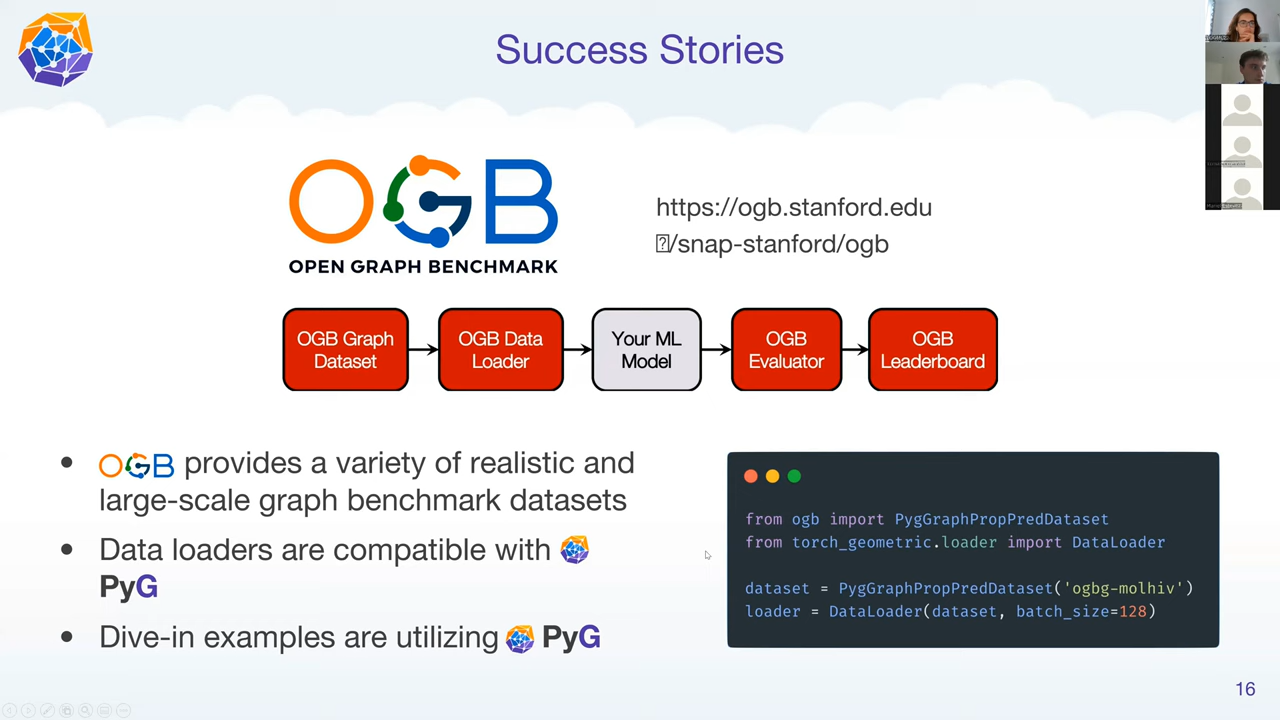 Success Stories
OGB
OPEN GRAPH BENCHMARK
https://ogb.stanford.edu
/snap-stanford/ogb
OGB Graph
Dataset
OGB Data
Loader
Your ML
Model
OGB
Evaluator
OGB
Leaderboard
• OGB provides a variety of realistic and
large-scale graph benchmark datasets
• Data loaders are compatible with
PyG
• Dive-in examples are utilizing PyG
from ogb import PygGraphPropPredDataset
from torch_geometric.loader import DataLoader
dataset = PygGraphPropPredDataset('ogbg-molhiv')
loader = DataLoader(dataset, batch_size=128)
16